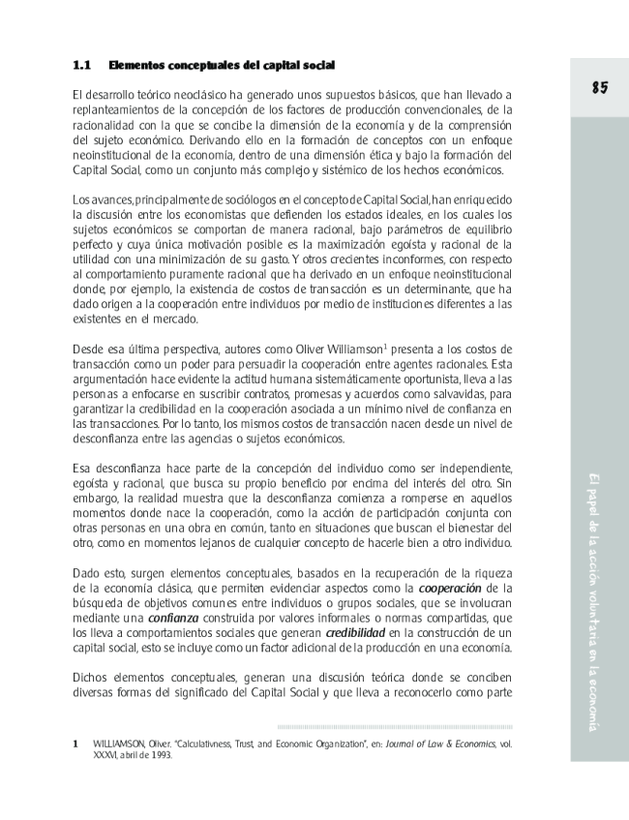 1.1 Elementos conceptuales del capital social
El desarrollo teórico neoclásico ha generado unos supuestos básicos, que han llevado a
replanteamientos de la concepción de los factores de producción convencionales, de la
racionalidad con la que se concibe la dimensión de la economía y de la comprensión
del sujeto económico. Derivando ello en la formación de conceptos con un enfoque
neoinstitucional de la economía, dentro de una dimensión ética y bajo la formación del
Capital Social, como un conjunto más complejo y sistémico de los hechos económicos.
Los avances, principalmente de sociólogos en el concepto de Capital Social, han enriquecido
la discusión entre los economistas que defienden los estados ideales, en los cuales los
sujetos económicos se comportan de manera racional, bajo parámetros de equilibrio
perfecto y cuya única motivación posible es la maximización egoísta y racional de la
utilidad con una minimización de su gasto. Y otros crecientes inconformes, con respecto
al comportamiento puramente racional que ha derivado en un enfoque neoinstitucional
donde, por ejemplo, la existencia de costos de transacción es un determinante, que ha
dado origen a la cooperación entre individuos por medio de instituciones diferentes a las
existentes en el mercado.
Desde esa última perspectiva, autores como Oliver Williamson¹ presenta a los costos de
transacción como un poder para persuadir la cooperación entre agentes racionales. Esta
argumentación hace evidente la actitud humana sistemáticamente oportunista, lleva a las
personas a enfocarse en suscribir contratos, promesas y acuerdos como salvavidas, para
garantizar la credibilidad en la cooperación asociada a un mínimo nivel de confianza en
las transacciones. Por lo tanto, los mismos costos de transacción nacen desde un nivel de
desconfianza entre las agencias o sujetos económicos.
Esa desconfianza hace parte de la concepción del individuo como ser independiente,
egoísta y racional, que busca su propio beneficio por encima del interés del otro. Sin
embargo, la realidad muestra que la desconfianza comienza a romperse en aquellos
momentos donde nace la cooperación, como la acción de participación conjunta con
otras personas en una obra en común, tanto en situaciones que buscan el bienestar del
otro, como en momentos lejanos de cualquier concepto de hacerle bien a otro individuo.
Dado esto, surgen elementos conceptuales, basados en la recuperación de la riqueza
de la economía clásica, que permiten evidenciar aspectos como la cooperación de la
búsqueda de objetivos comunes entre individuos o grupos sociales, que se involucran
mediante una confianza construida por valores informales o normas compartidas, que
los lleva a comportamientos sociales que generan credibilidad en la construcción de un
capital social, esto se incluye como un factor adicional de la producción en una economía.
Dichos elementos conceptuales, generan una discusión teórica donde se conciben
diversas formas del significado del Capital Social y que lleva a reconocerlo como parte
1 WILLIAMSON, Oliver. "Calculativness, Trust, and Economic Organization", en: Journal of Law & Economics, vol.
XXXVI, abril de 1993.
85
El papel de la acción voluntaria en la economía